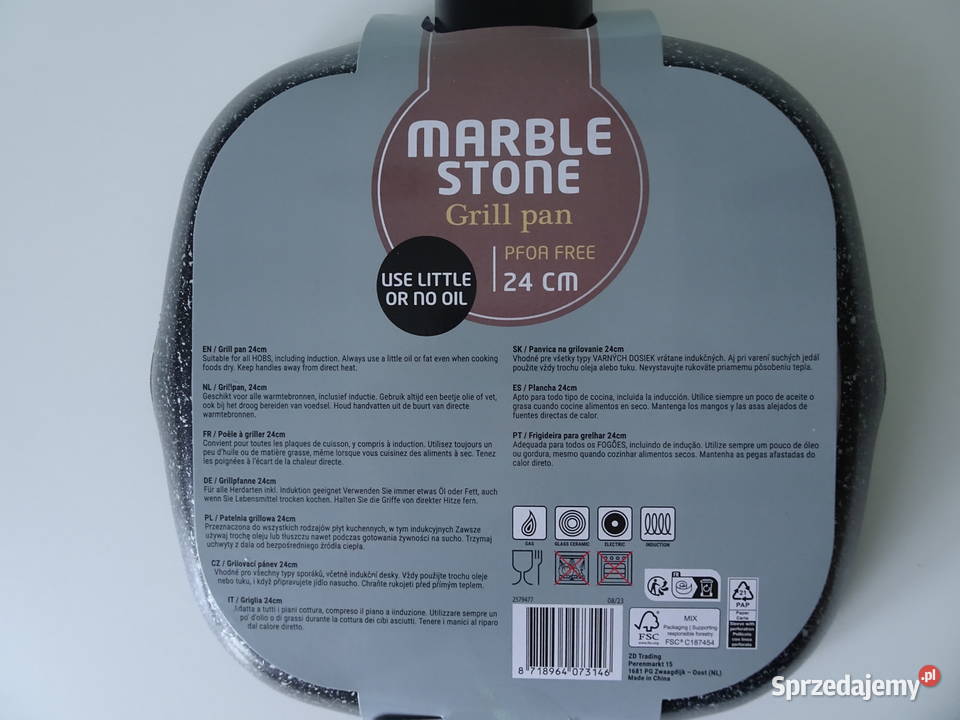 MARBLE
STONE
Grill pan
PFOA FREE
24 CM
USE LITTLE
OR NO OIL
EN / Grill pan 24cm
Suitable for all HOBS, including Induction. Always use a little oil or fat even when cooking
foods dry. Keep handles away from direct heat.
NL / Grillpan, 24cm
Geschikt voor alle warmtebronnen, inclusief inductie. Gebruik altijd een beetje olie of vet,
ook bij het droog bereiden van voedsel. Houd handvatten uit de buurt van directe
warmtebronnen.
FR / Poêle à griller 24cm
Convient pour toutes les plaques de cuisson, y compris à induction. Utilisez toujours un
peu d'huile ou de matière grasse, même lorsque vous cuisinez des aliments à sec. Tenez
les poignées à l'écart de la chaleur directe.
DE / Grillpfanne 24cm
Für alle Herdarten inkl. Induktion geeignet Verwenden Sie immer etwas Öl oder Fett, auch
wenn Sie Lebensmittel trocken kochen. Halten Sie die Griffe von direkter Hitze fern.
PL / Patelnia grillowa 24cm
Przeznaczona do wszystkich rodzajów płyt kuchennych, w tym indukcyjnych Zawsze
używaj trochę oleju lub tłuszczu nawet podczas gotowania żywności na sucho. Trzymaj
uchwyty z dala od bezpośredniego źródła ciepła.
CZ / Grilovací pánev 24cm
Vhodné pro všechny typy sporáků, včetně indukční desky. Vždy použijte trochu oleje
nebo tuku, i když připravujete jídlo nasucho. Chraňte rukojeti před přímým teplem.
IT / Griglia 24cm
Adatta a tutti i piani cottura, compreso il piano a iinduzione. Utilizzare sempre un
po' d'olio o di grassi durante la cottura dei cibi asciutti. Tenere i manici al riparo
dal calore diretto.
SK / Panvica na grilovanie 24cm
Vhodné pre všetky typy VARNÝCH DOSIEK vrátane indukčných. Aj pri varení suchých jedál
použite vždy trochu oleja alebo tuku. Nevystavujte rukoväte priamemu pôsobeniu tepla.
ES / Plancha 24cm
Apto para todo tipo de cocina, incluida la inducción. Utilice siempre un poco de aceite o
grasa cuando cocine alimentos en seco. Mantenga los mangos y las asas alejados de
fuentes directas de calor.
PT / Frigideira para grelhar 24cm
Adequada para todos os FOGÕES, incluindo de indução. Utilize sempre um pouco de óleo
ou gordura, mesmo quando cozinhar alimentos secos. Mantenha as pegas afastadas do
calor direto.
GAS
GLASS CERAMIC
ELECTRIC
INDUCTION
2579477
08/23
8 718964 073146
FR
FSC
www.fsc.org
MIX
Packaging | Supporting
responsible forestry
FSC® C187454
21
PAP
Paper
Carta
Sleeve with
perforation
Pellicola
con linea
perforata
ZD Trading
Perenmarkt 15
1681 PG Zwaagdijk – Oost (NL)
Made in China
Sprzedajemy.pl